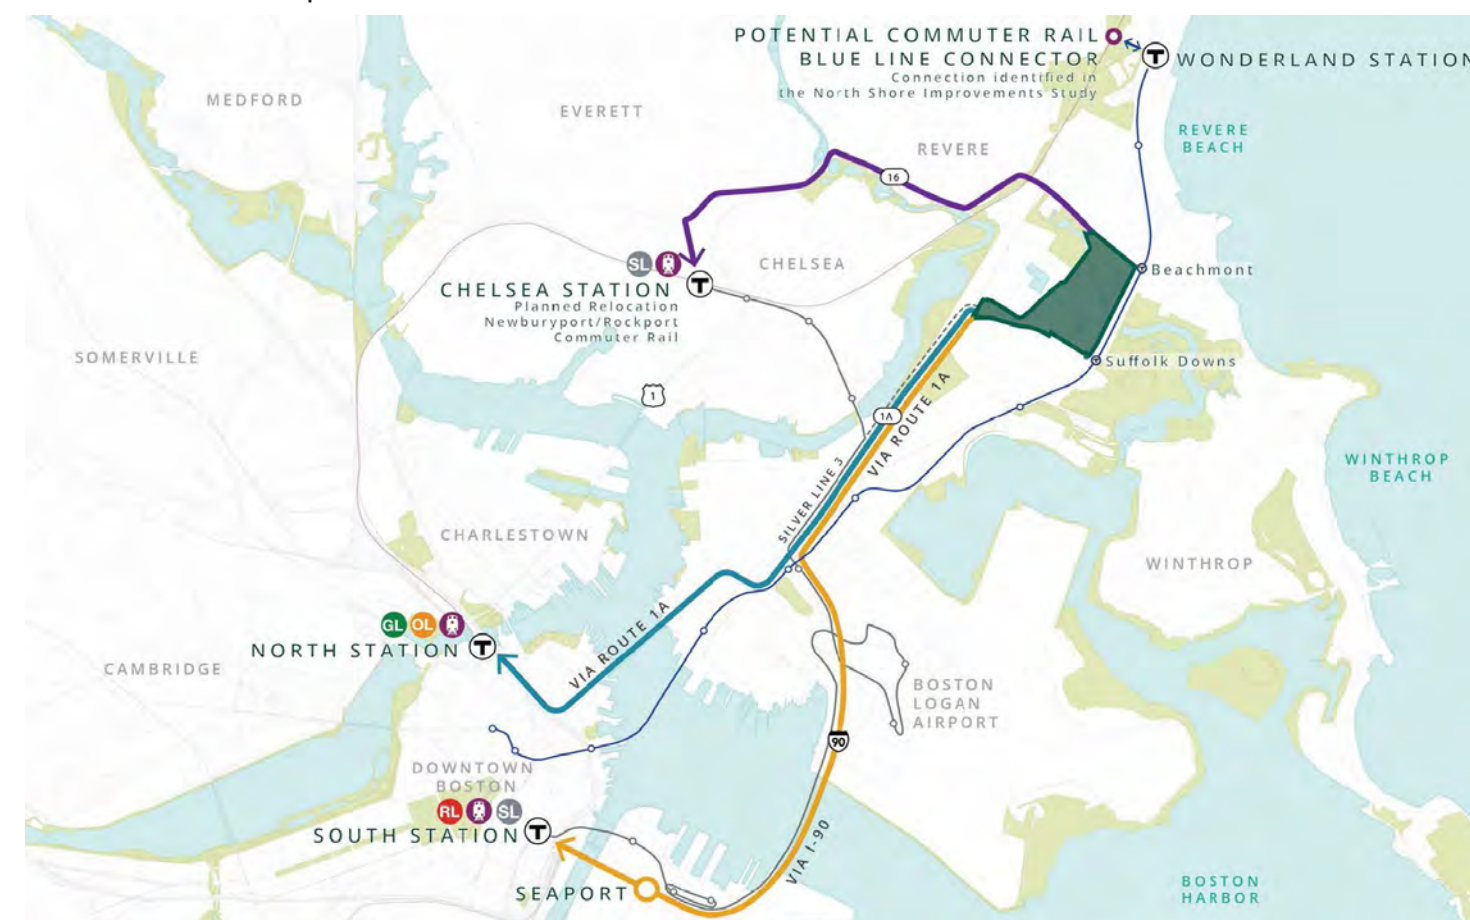 POTENTIAL COMMUTER RAIL
BLUE LINE CONNECTOR
Connection identified in
the North Shore Improvements Study
T
WONDERLAND STATION
MEDFORD
EVERETT
REVERE
BEACH
REVERE
16
SL
CHELSEA
T
CHELSEA STATION
Planned Relocation
Newburyport/Rockport
Commuter Rail
Beachmont
SOMERVILLE
Suffolk Downs
1
1A
VIA ROUTE 1A
SILVER LINE 3
WINTHROP
BEACH
CHARLESTOWN
WINTHROP
GL OL
NORTH STATION
T
VIA ROUTE 1A
CAMBRIDGE
BOSTON
LOGAN
AIRPORT
90
DOWNTOWN
BOSTON
RL SL
SOUTH STATION
T
VIA I-90
SEAPORT
BOSTON
HARBOR